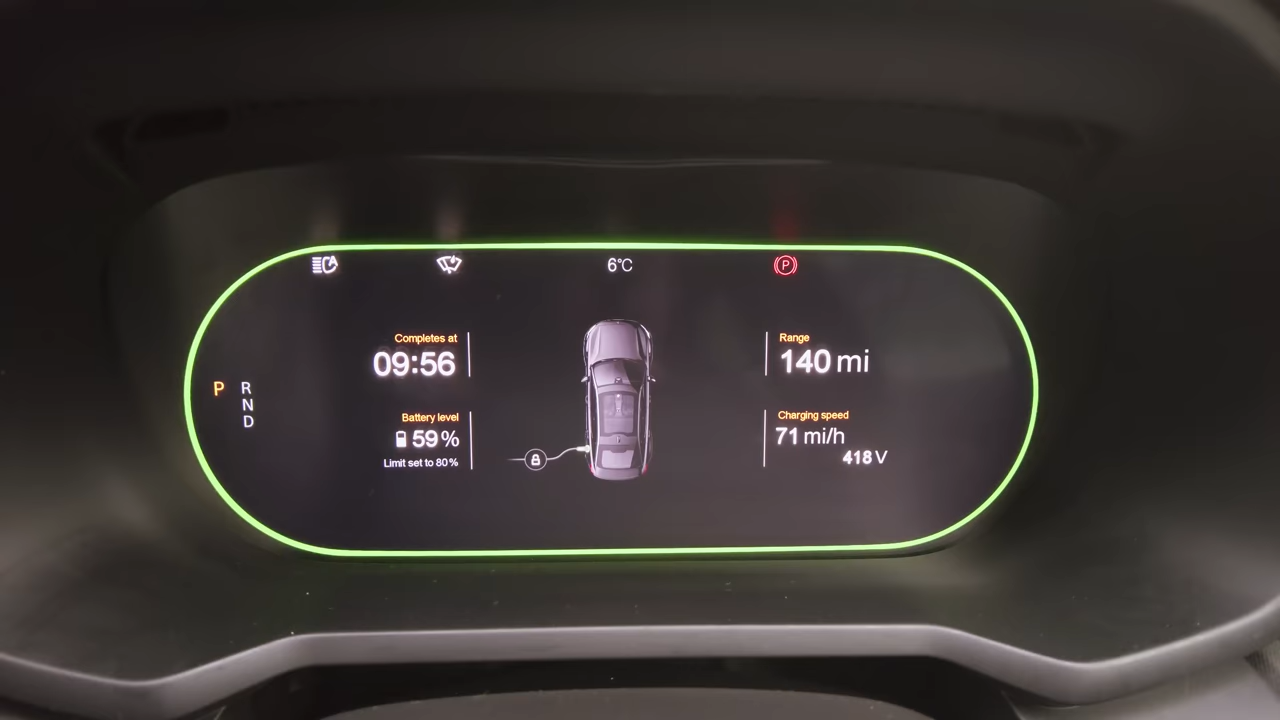 6°C
P
Completes at
09:56
Range
140 mi
P
R
N
D
Battery level
59 %
Limit set to 80 %
Charging speed
71 mi/h
418 V